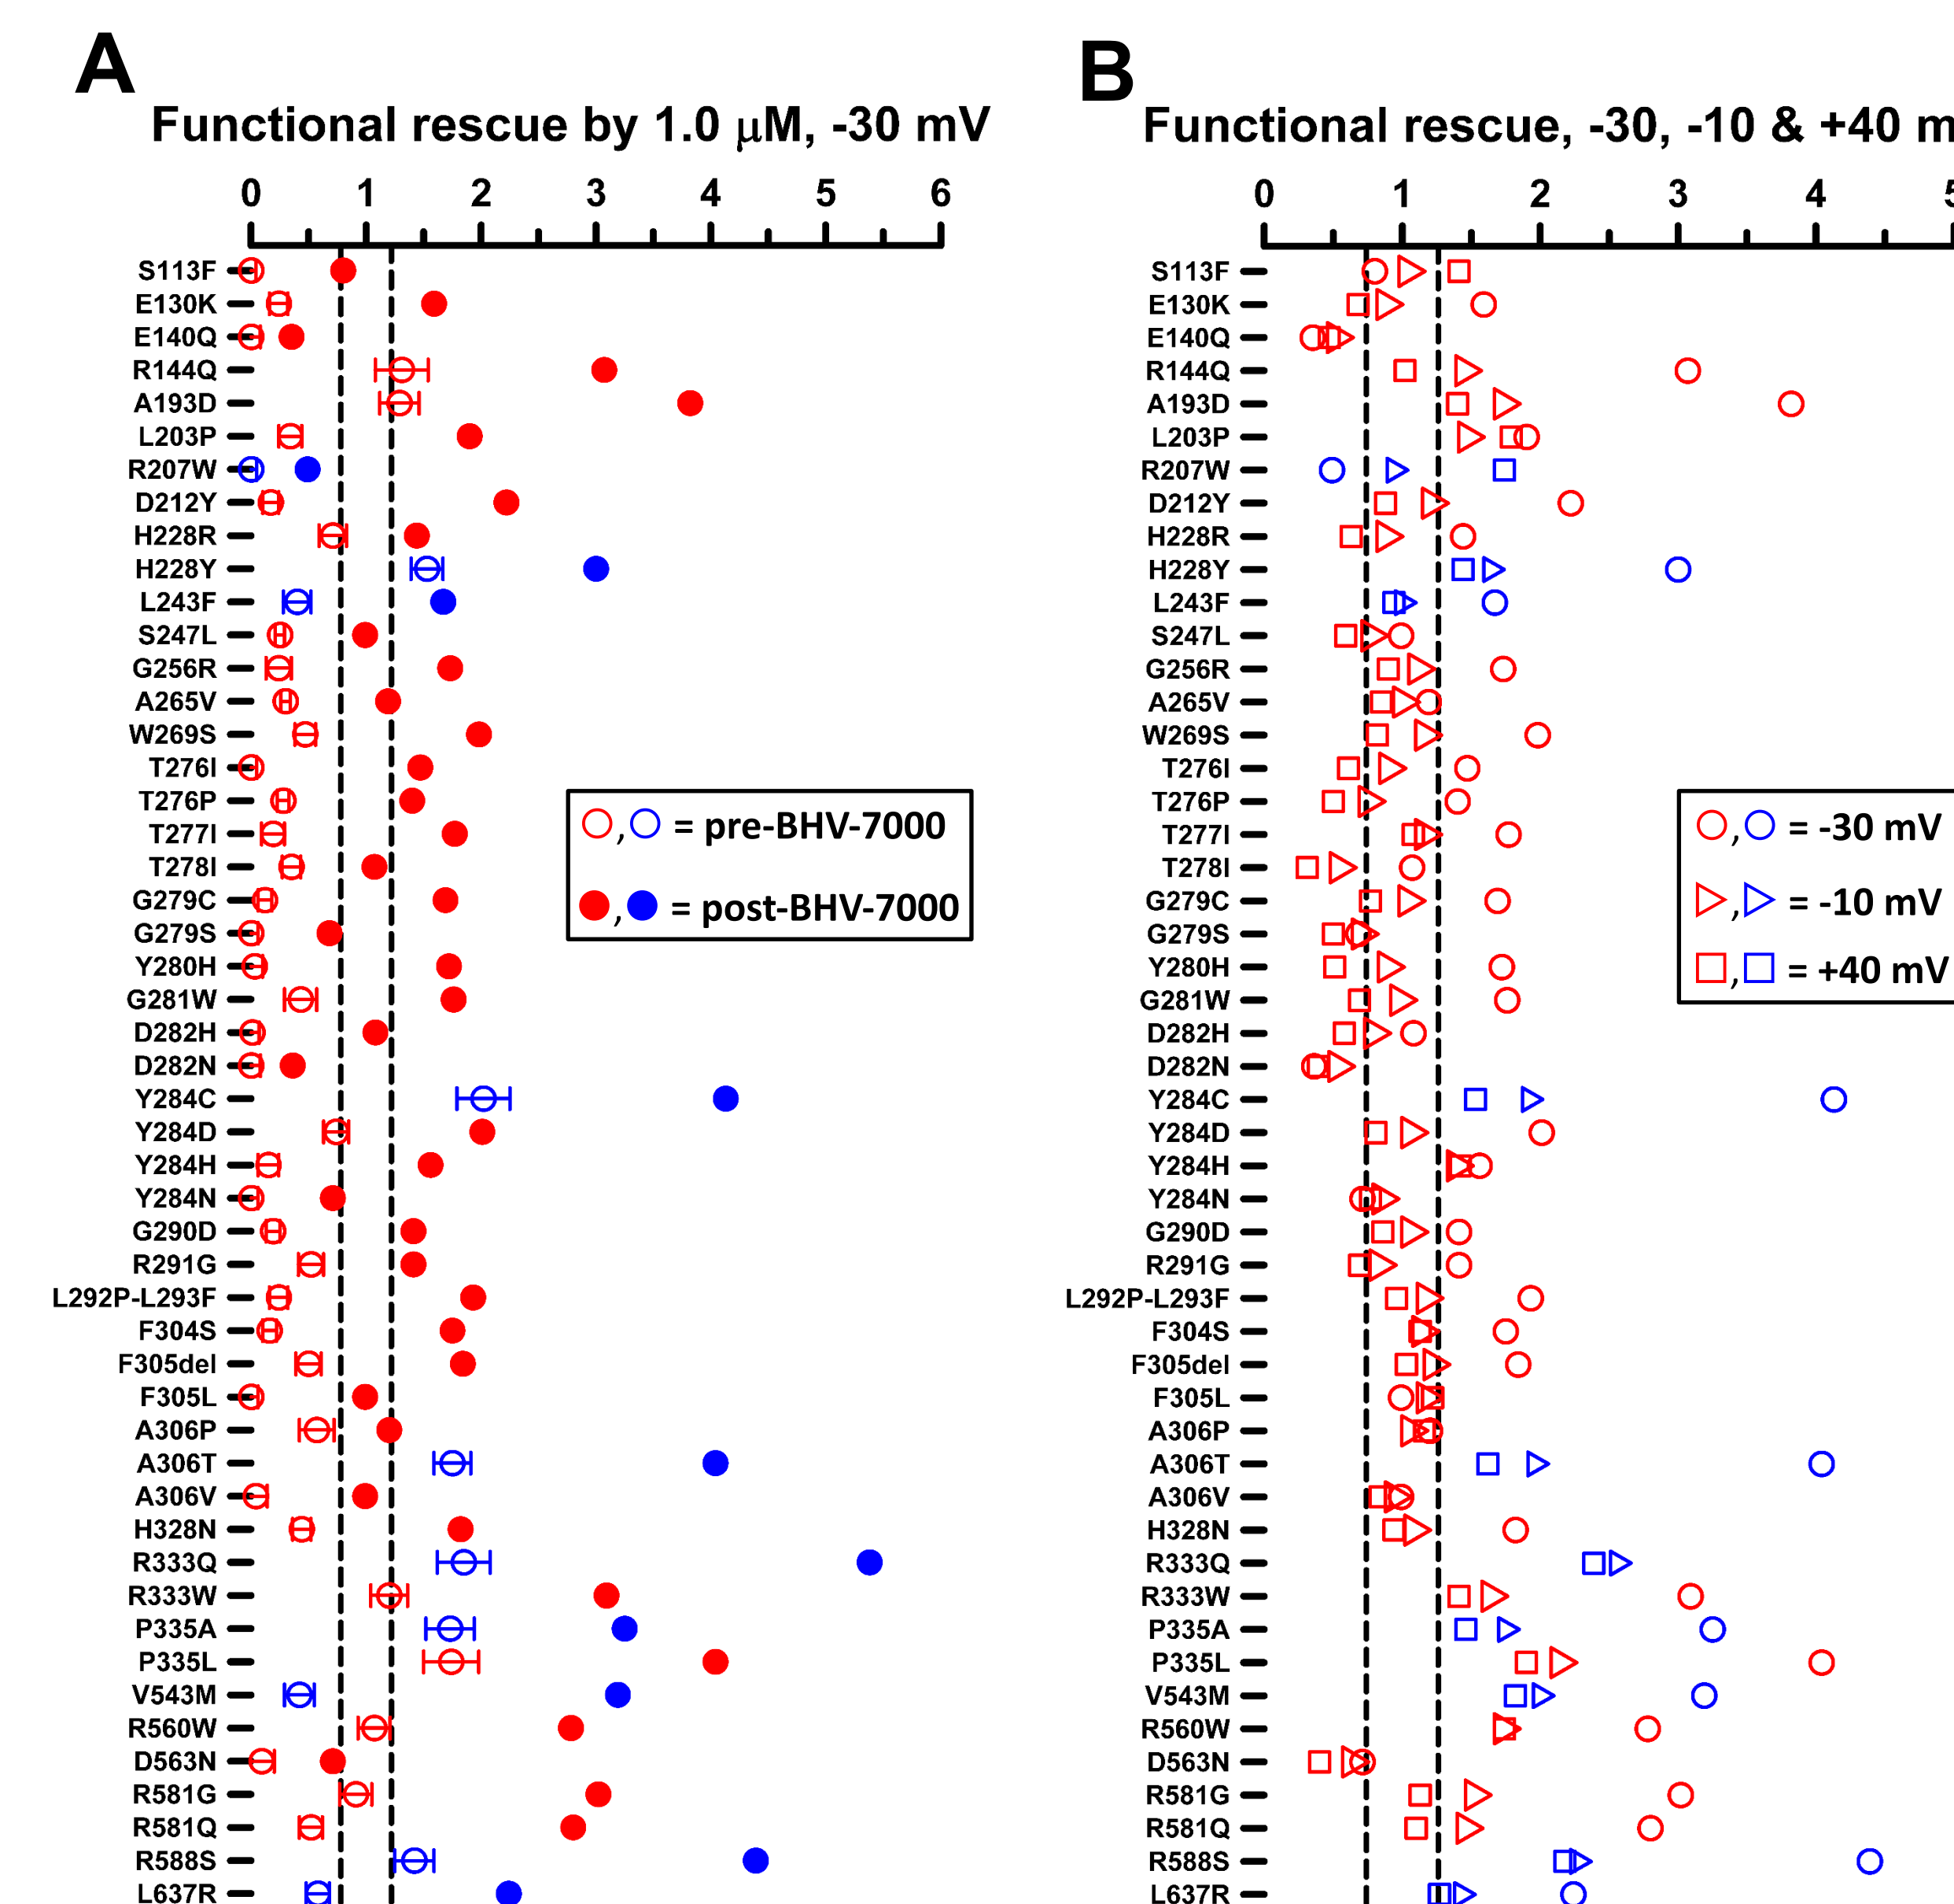 A
Functional rescue by 1.0 μM, -30 mV
0 1 2 3 4 5 6
S113F
E130K
E140Q
R144Q
A193D
L203P
R207W
D212Y
H228R
H228Y
L243F
S247L
G256R
A265V
W269S
T276I
T276P
T277I
T278I
G279C
G279S
Y280H
G281W
D282H
D282N
Y284C
Y284D
Y284H
Y284N
G290D
R291G
L292P-L293F
F304S
F305del
F305L
A306P
A306T
A306V
H328N
R333Q
R333W
P335A
P335L
V543M
R560W
D563N
R581G
R581Q
R588S
L637R
, = pre-BHV-7000
, = post-BHV-7000
B
Functional rescue, -30, -10 & +40 m
0 1 2 3 4 5
S113F
E130K
E140Q
R144Q
A193D
L203P
R207W
D212Y
H228R
H228Y
L243F
S247L
G256R
A265V
W269S
T276I
T276P
T277I
T278I
G279C
G279S
Y280H
G281W
D282H
D282N
Y284C
Y284D
Y284H
Y284N
G290D
R291G
L292P-L293F
F304S
F305del
F305L
A306P
A306T
A306V
H328N
R333Q
R333W
P335A
P335L
V543M
R560W
D563N
R581G
R581Q
R588S
L637R
, = -30 mV
, = -10 mV
, = +40 mV